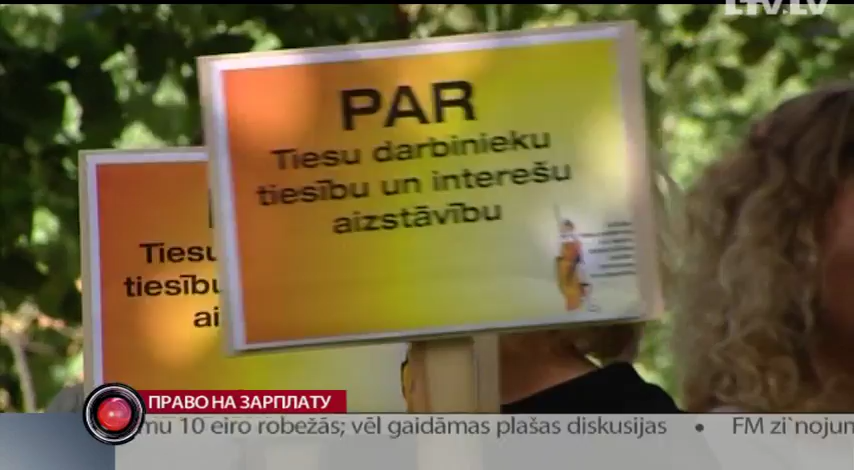 LTV.LV
PAR
Tiesu darbinieku
tiesību un interešu
aizstāvību
Tiesu
tiesību
ai
ПРАВО НА ЗАРПЛАТУ
mu 10 eiro robežās; vēl gaidāmas plašas diskusijas • FM zi`nojum